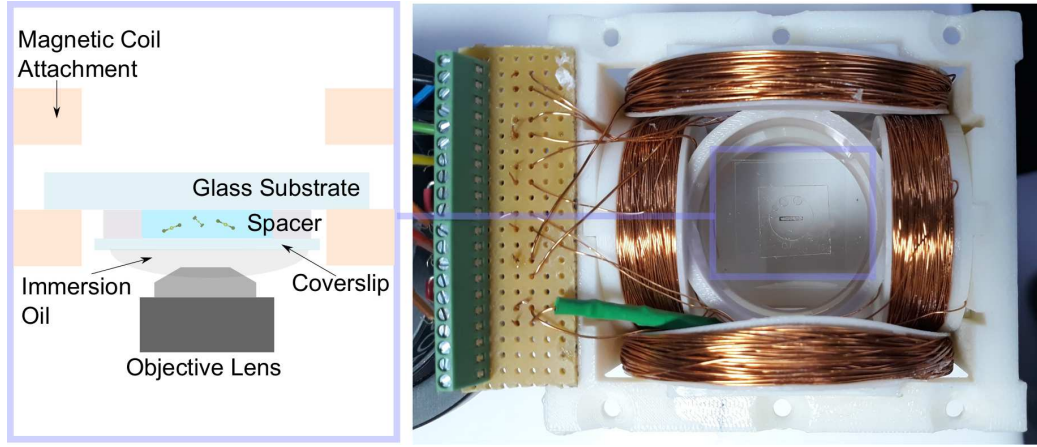 Magnetic Coil
Attachment
Glass Substrate
Spacer
Immersion
Oil
Coverslip
Objective Lens